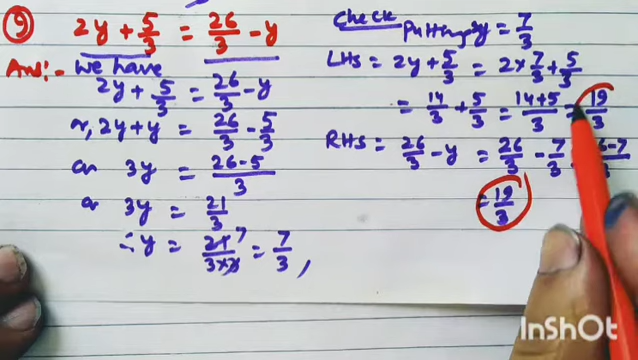 ⑨ 2y + 5/3 = 26/3 - y
Ans:- We have
2y + 5/3 = 26/3 - y
or, 2y + y = 26/3 - 5/3
or 3y = (26-5)/3
or 3y = 21/3
∴ y = 21 7/(3×3) = 7/3,
Check putting y = 7/3
LHS = 2y + 5/3 = 2×7/3 + 5/3
= 14/3 + 5/3 = (14+5)/3 = 19/3
RHS = 26/3 - y = 26/3 - 7/3
= 19/3
InShOt